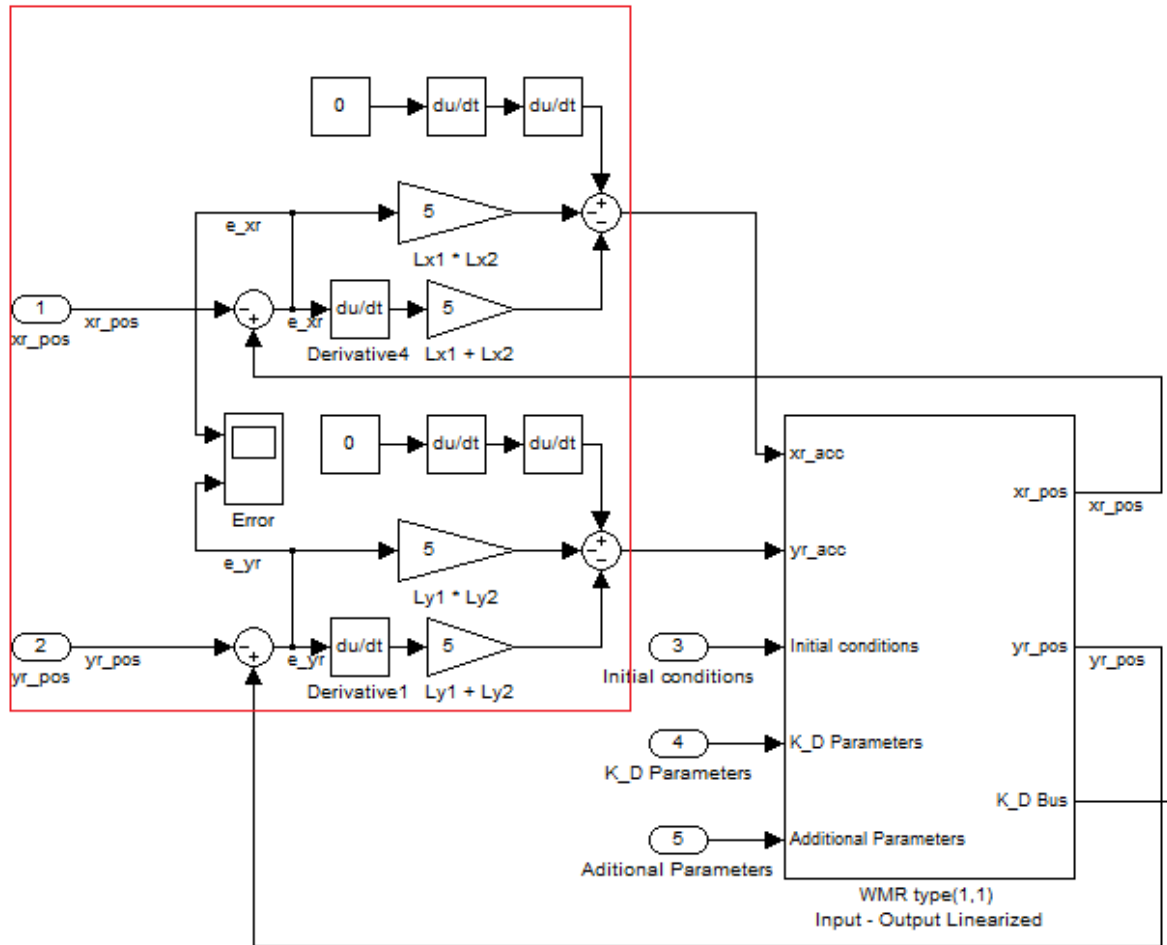 0
du/dt
du/dt
+
-
-
e_xr
5
Lx1 * Lx2
1
xr_pos
xr_pos
-
+
e_xr
du/dt
Derivative4
5
Lx1 + Lx2
0
du/dt
du/dt
+
-
-
Error
e_yr
5
Ly1 * Ly2
2
yr_pos
yr_pos
-
+
e_yr
du/dt
Derivative1
5
Ly1 + Ly2
xr_acc
xr_pos
xr_pos
yr_acc
3
Initial conditions
Initial conditions
yr_pos
yr_pos
4
K_D Parameters
K_D Parameters
K_D Bus
5
Aditional Parameters
Additional Parameters
WMR type(1,1)
Input - Output Linearized